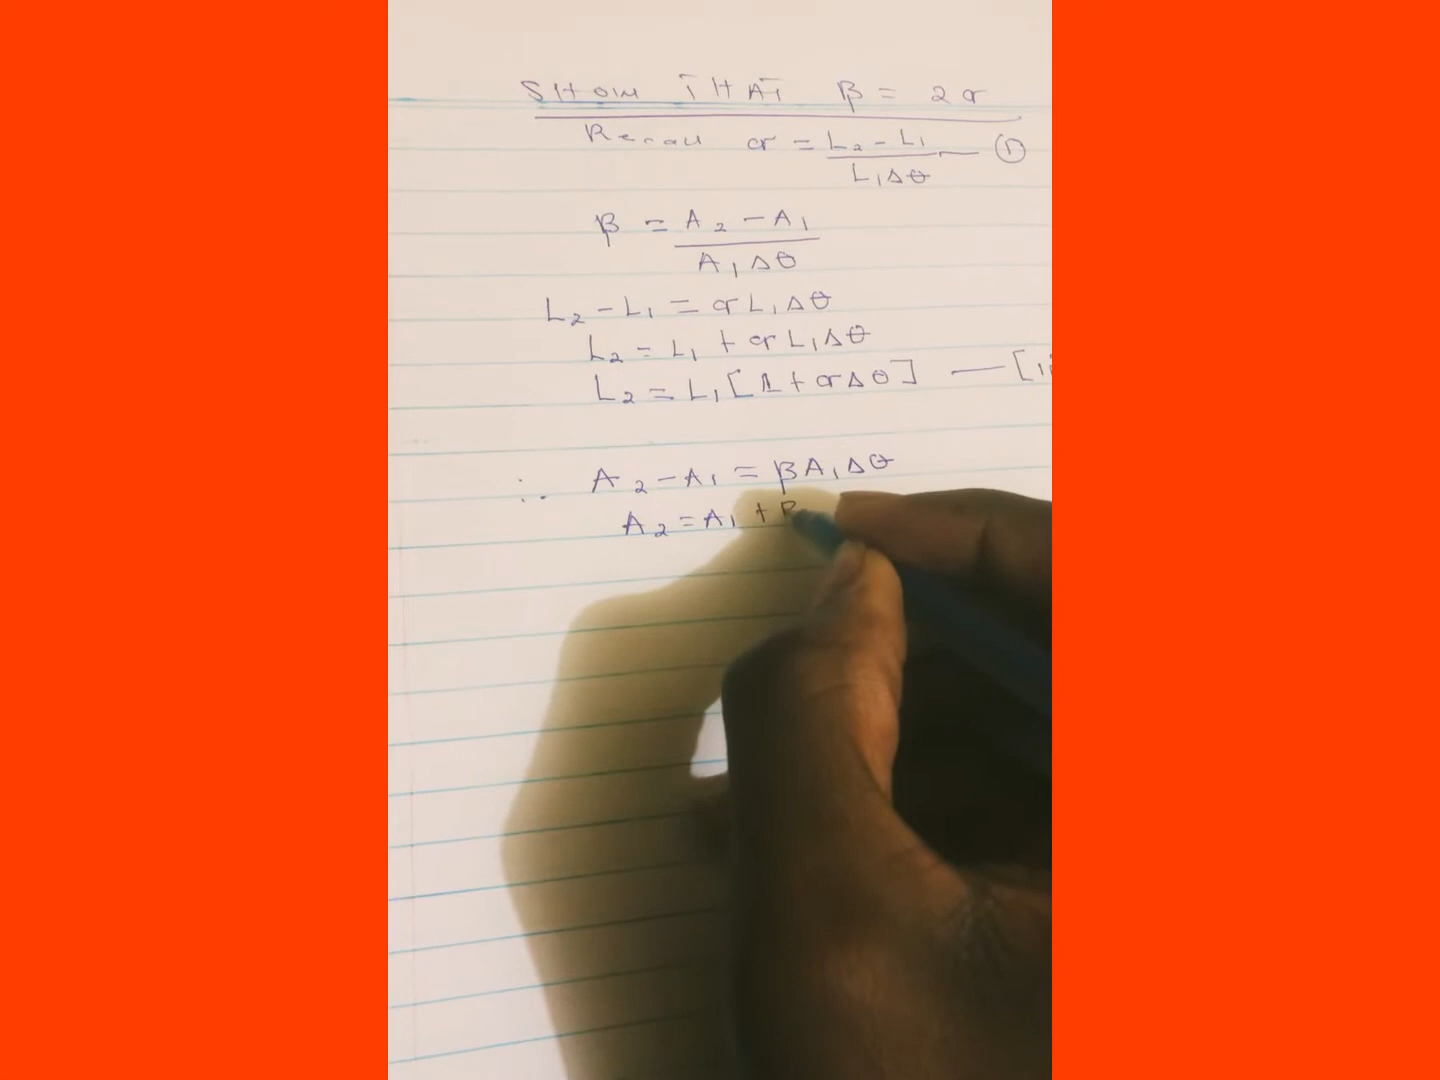 SHOW THAT β = 2α
Recall α = L₂ - L₁ / L₁Δθ — (i)
β = A₂ - A₁ / A₁Δθ
L₂ - L₁ = αL₁Δθ
L₂ = L₁ + αL₁Δθ
L₂ = L₁[1 + αΔθ] — [ii
∴ A₂ - A₁ = βA₁Δθ
A₂ = A₁ + β